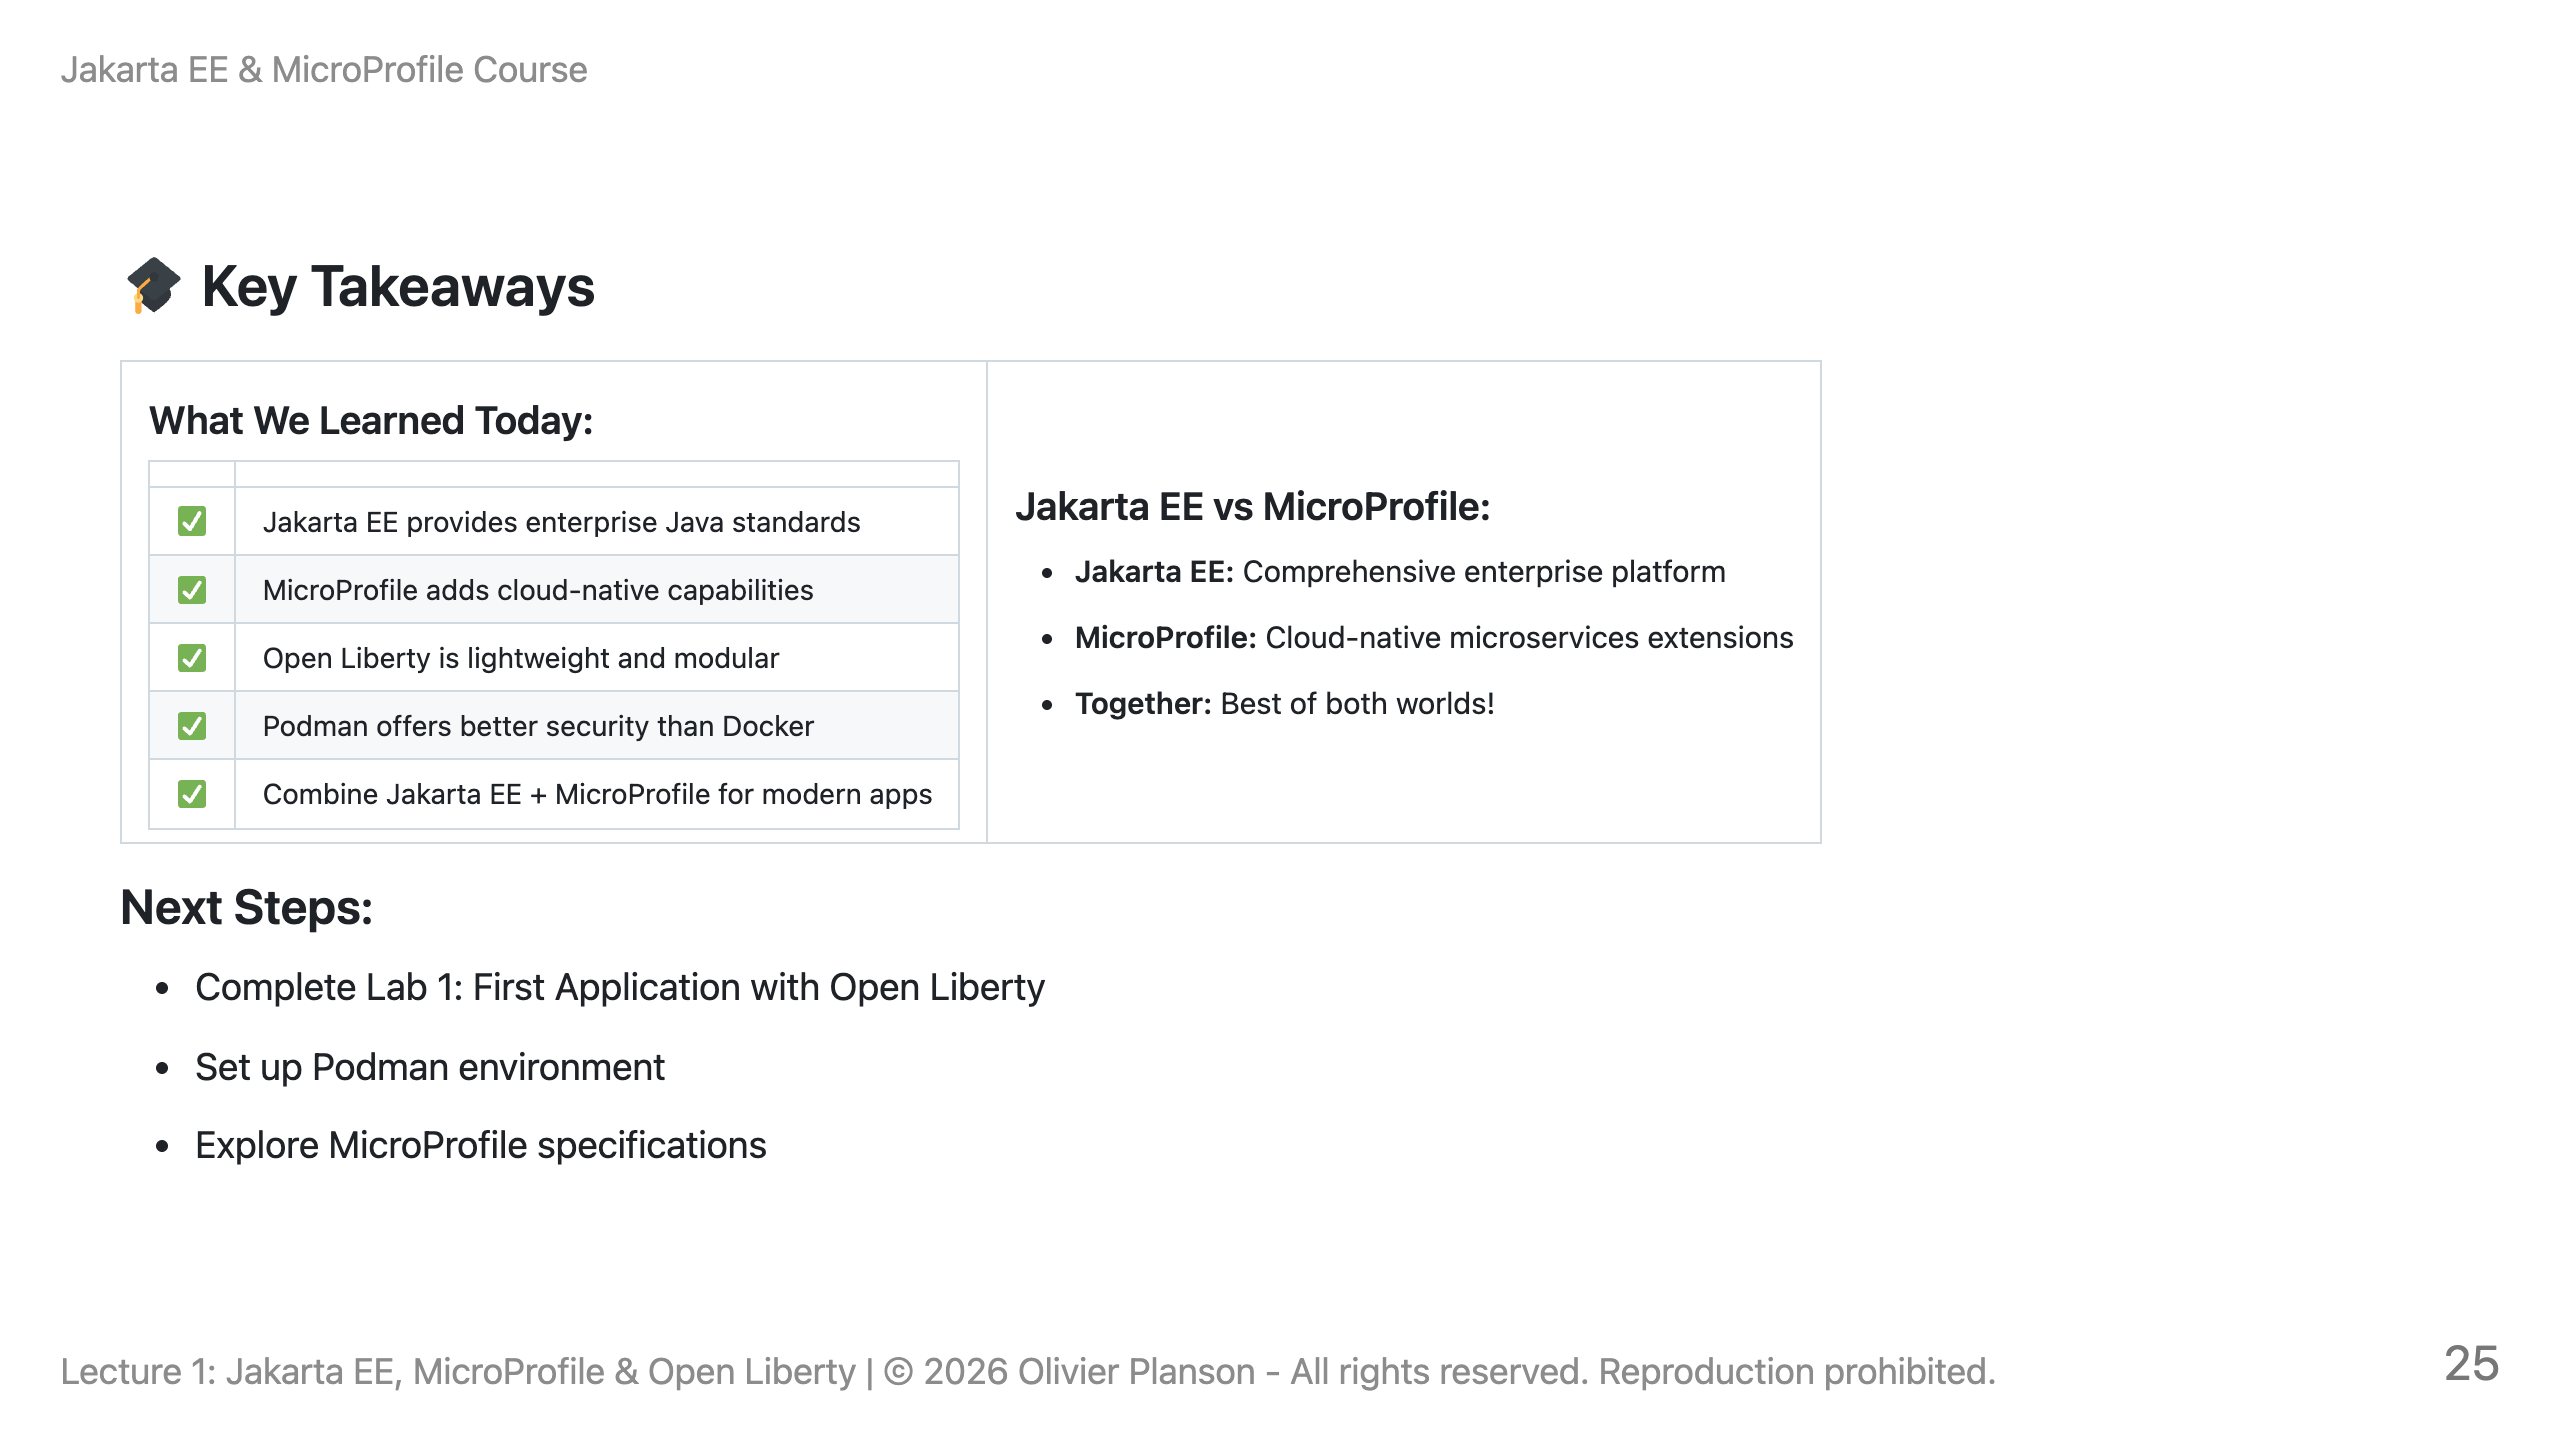 Jakarta EE & MicroProfile Course
🎓 Key Takeaways
What We Learned Today:
✅ Jakarta EE provides enterprise Java standards
✅ MicroProfile adds cloud-native capabilities
✅ Open Liberty is lightweight and modular
✅ Podman offers better security than Docker
✅ Combine Jakarta EE + MicroProfile for modern apps
Jakarta EE vs MicroProfile:
• Jakarta EE: Comprehensive enterprise platform
• MicroProfile: Cloud-native microservices extensions
• Together: Best of both worlds!
Next Steps:
• Complete Lab 1: First Application with Open Liberty
• Set up Podman environment
• Explore MicroProfile specifications
Lecture 1: Jakarta EE, MicroProfile & Open Liberty | © 2026 Olivier Planson - All rights reserved. Reproduction prohibited.
25